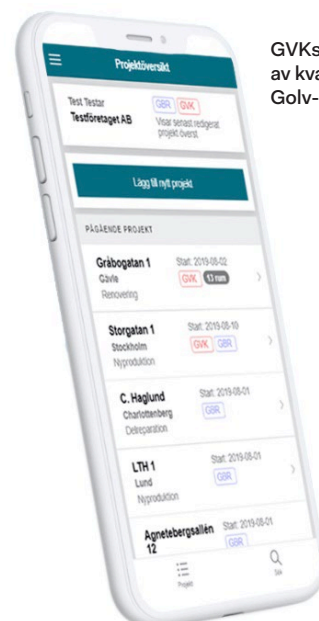 GVKs
av kva
Golv-
Projektöversikt
Test Testar
Testföretaget AB
GBR GVK
Visar senast redigerat
projekt överst
Lägg till nytt projekt
PÅGÅENDE PROJEKT
Gråbogatan 1
Gävle
Renovering
Start: 2019-08-02
GVK 13 rum
Storgatan 1
Stockholm
Nyproduktion
Start: 2019-08-10
GVK GBR
C. Haglund
Charlottenberg
Delreparation
Start: 2019-08-01
GBR
LTH 1
Lund
Nyproduktion
Start: 2019-08-01
GBR
Agnetebergsallén
12
Start: 2019-08-01
GBR
Projekt
Sök